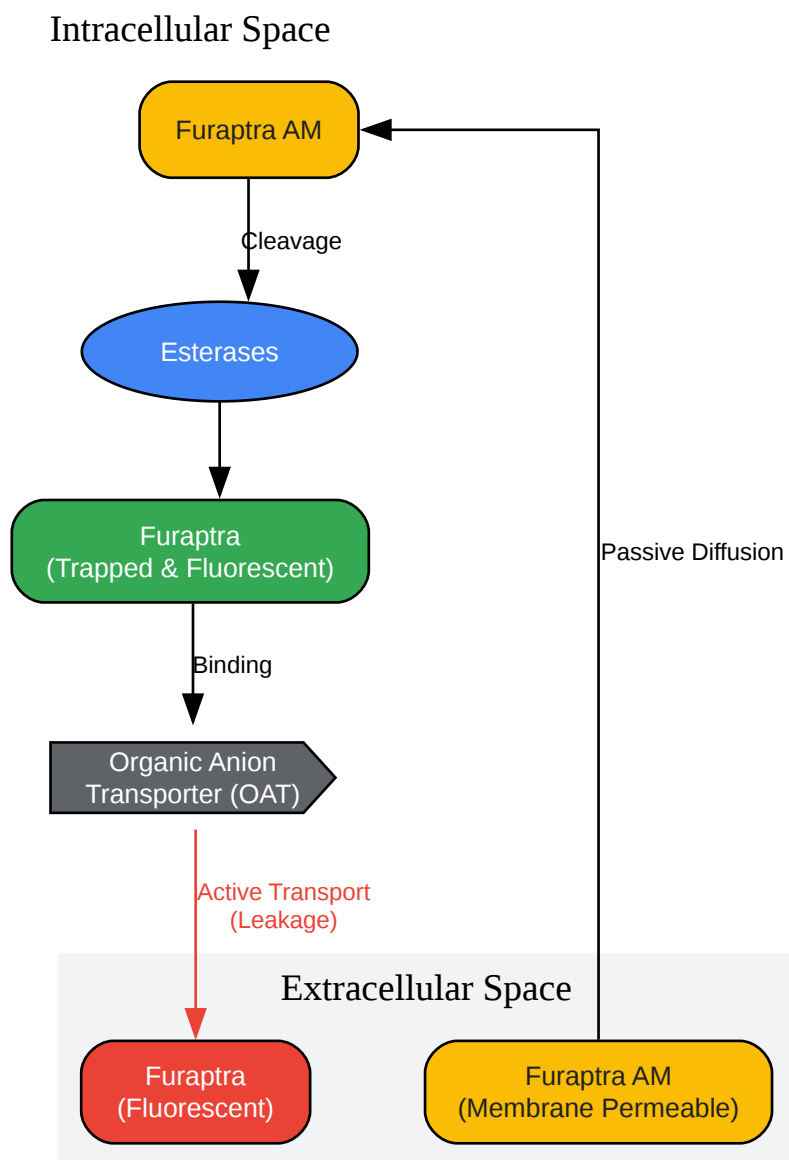 Intracellular Space
Furaptra AM
Cleavage
Esterases
Furaptra
(Trapped & Fluorescent)
Passive Diffusion
Binding
Organic Anion
Transporter (OAT)
Active Transport
(Leakage)
Extracellular Space
Furaptra
(Fluorescent)
Furaptra AM
(Membrane Permeable)